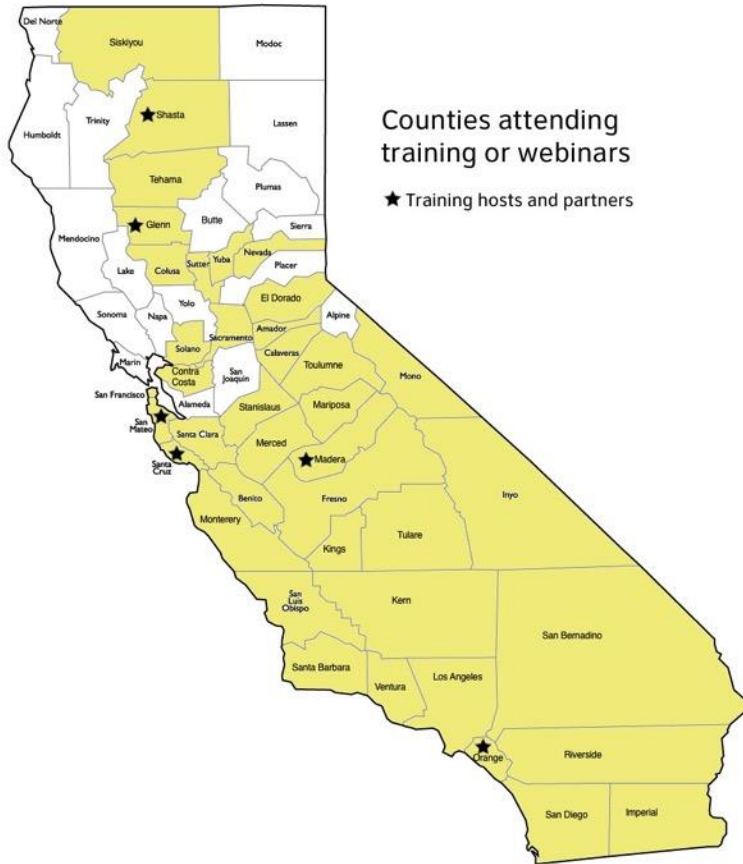 Del Norte
Siskiyou
Modoc
Humboldt
Trinity
Shasta
Lassen
Counties attending
training or webinars
Training hosts and partners
Tehama
Plumas
Mendocino
Glenn
Butte
Sierra
Lake
Colusa
Sutter
Yuba
Nevada
Placer
Sonoma
Napa
Yolo
El Dorado
Alpine
Sacramento
Amador
Solano
Calaveras
Marin
Contra
Costa
San
Joaquin
Toulumne
Mono
San Francisco
Alameda
Stanislaus
Mariposa
San
Mateo
Santa Clara
Merced
Madera
Santa
Cruz
Benito
Fresno
Inyo
Monterery
Kings
Tulare
San
Luis
Obispo
Kern
San Bernadino
Santa Barbara
Ventura
Los Angeles
Orange
Riverside
San Diego
Imperial